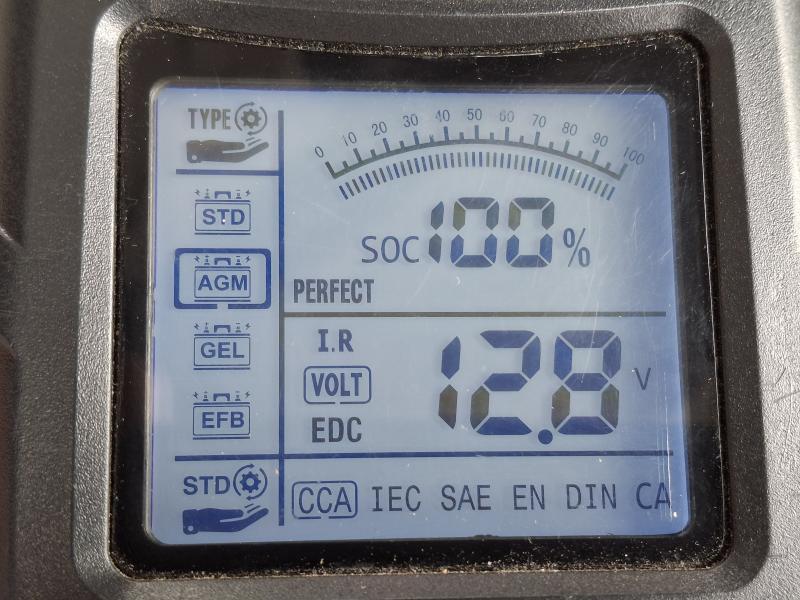 TYPE
0 10 20 30 40 50 60 70 80 90 100
STD
SOC 100 %
AGM
PERFECT
GEL
I.R
VOLT 12.8 V
EFB
EDC
STD
CCA IEC SAE EN DIN CA